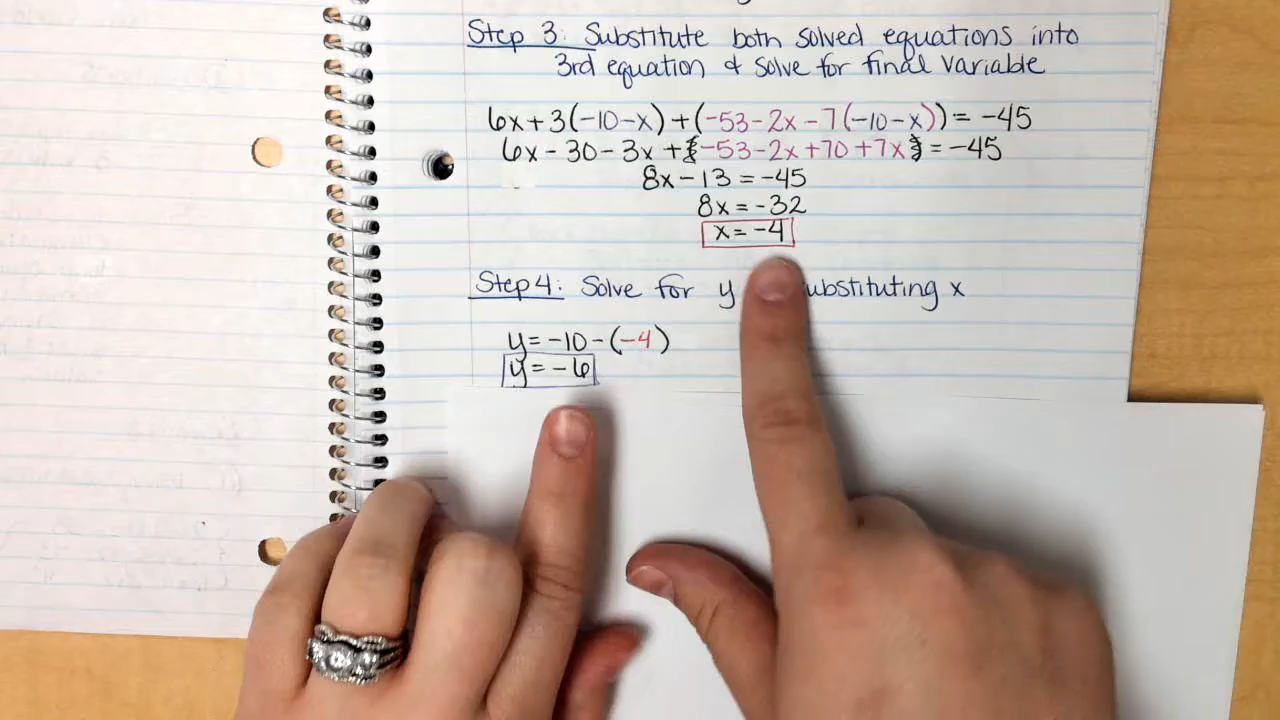 Step 3: Substitute both solved equations into
3rd equation & solve for final variable
6x+3(-10-x)+(-53-2x-7(-10-x))=-45
6x-30-3x+(-53-2x+70+7x)=-45
8x-13=-45
8x=-32
x=-4
Step 4: Solve for y substituting x
y=-10-(-4)
y=-6